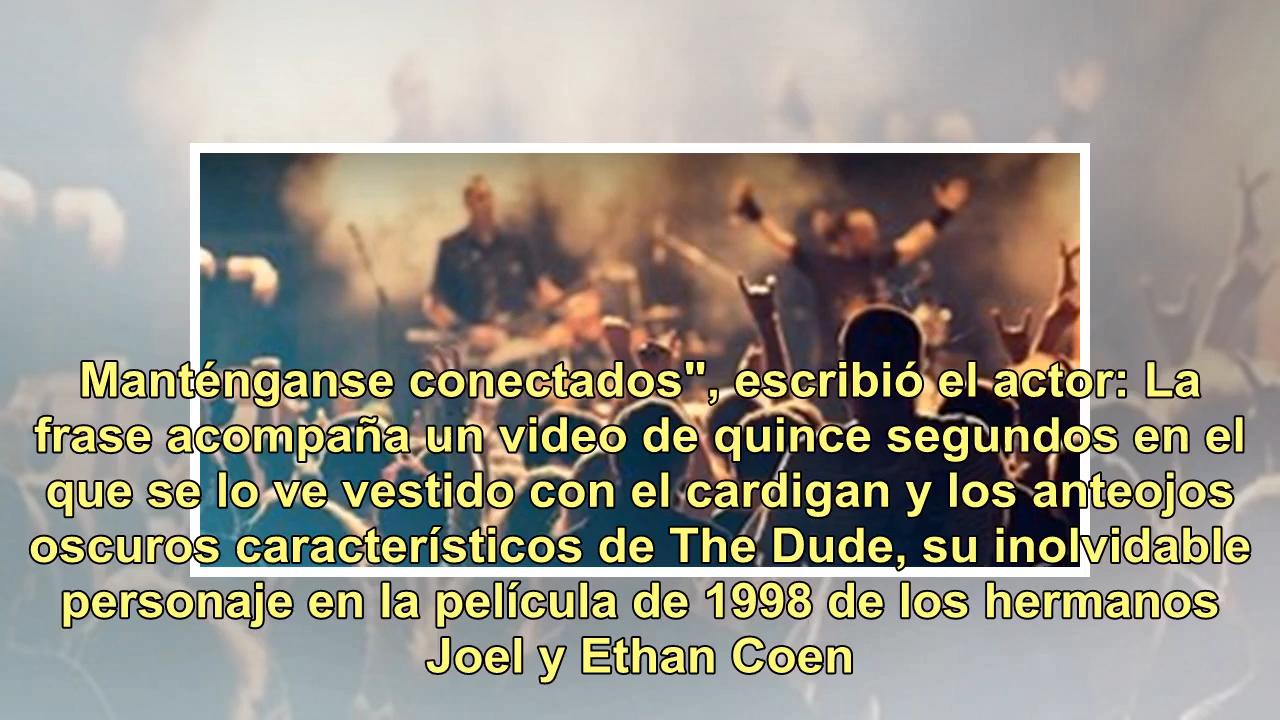 Manténganse conectados", escribió el actor: La
frase acompaña un video de quince segundos en el
que se lo ve vestido con el cardigan y los anteojos
oscuros característicos de The Dude, su inolvidable
personaje en la película de 1998 de los hermanos
Joel y Ethan Coen